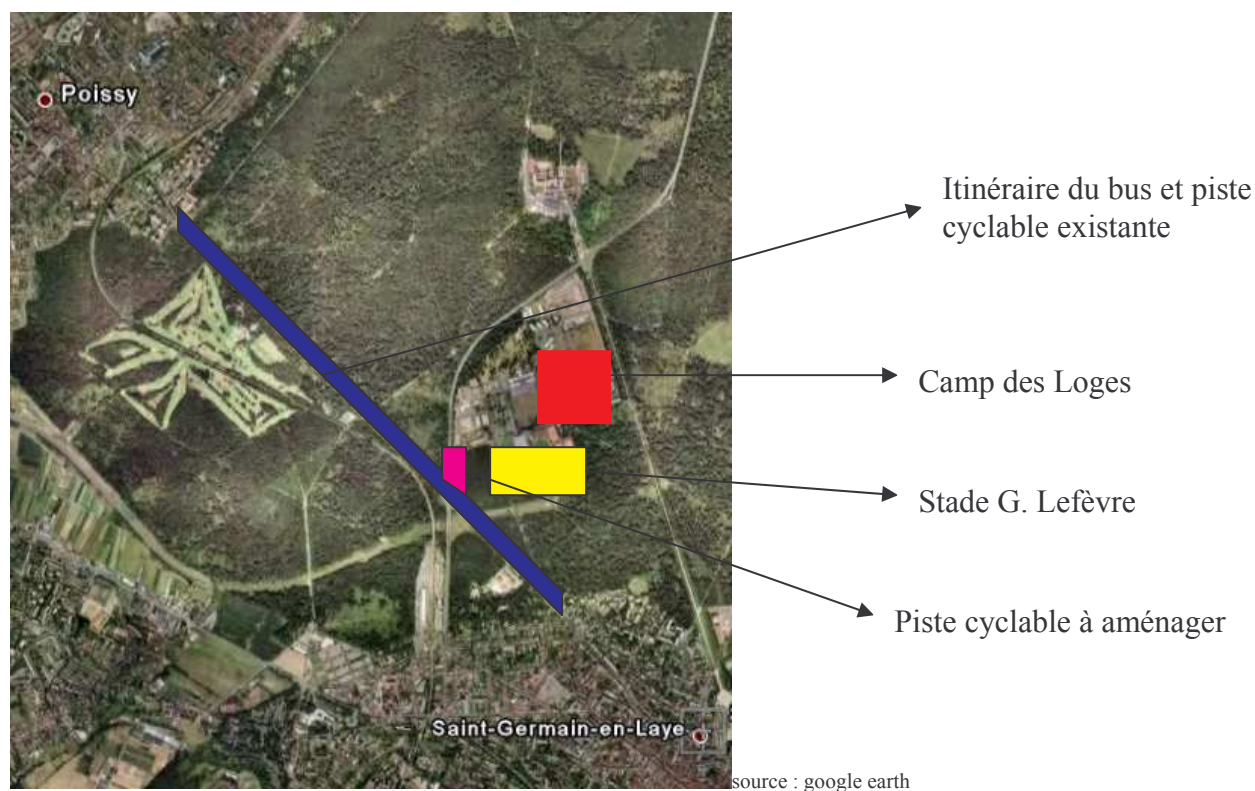 Poissy
Itinéraire du bus et piste
cyclable existante
Camp des Loges
Stade G. Lefèvre
Piste cyclable à aménager
Saint-Germain-en-Laye
source : google earth